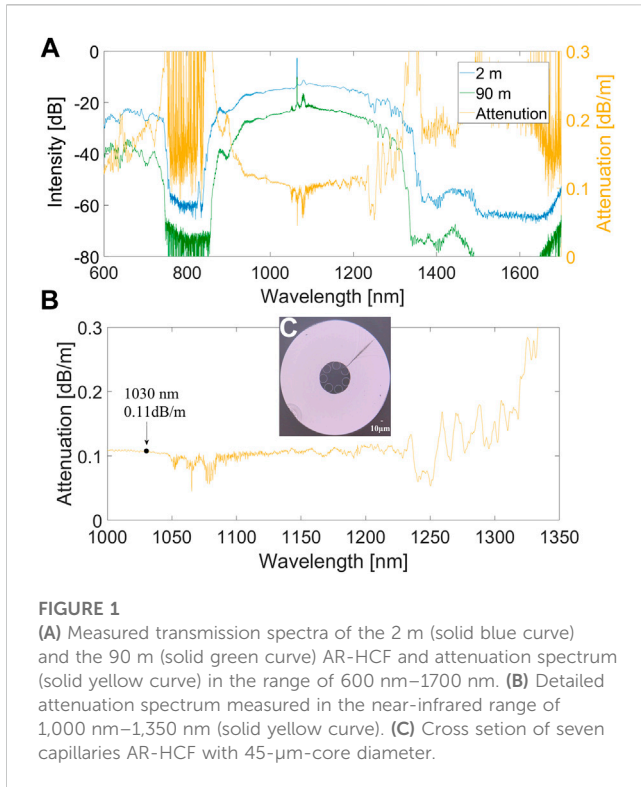 A
0
-20
-40
-60
-80
Intensity [dB]
600
800
1000
1200
1400
1600
Wavelength [nm]
0.3
0.2
0.1
0
Attenuation [dB/m]
2 m
90 m
Attenution
B
0.3
0.2
0.1
0
Attenuation [dB/m]
1030 nm
0.11dB/m
C
10μm
1000
1050
1100
1150
1200
1250
1300
1350
Wavelength [nm]
FIGURE 1
(A) Measured transmission spectra of the 2 m (solid blue curve)
and the 90 m (solid green curve) AR-HCF and attenuation spectrum
(solid yellow curve) in the range of 600 nm–1700 nm. (B) Detailed
attenuation spectrum measured in the near-infrared range of
1,000 nm–1,350 nm (solid yellow curve). (C) Cross setion of seven
capillaries AR-HCF with 45-μm-core diameter.